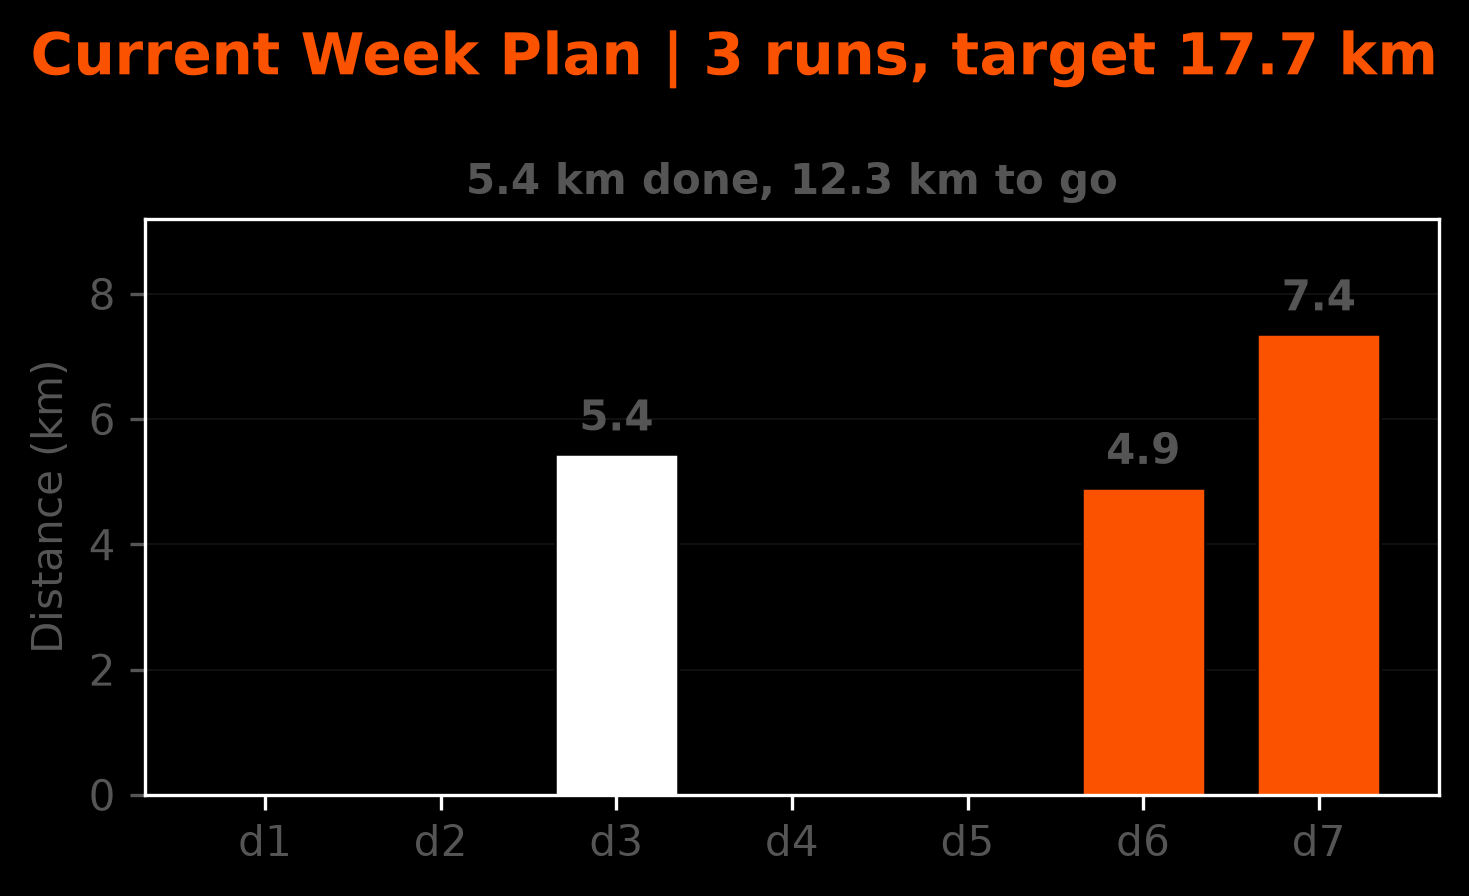 Current Week Plan | 3 runs, target 17.7 km
5.4 km done, 12.3 km to go
Distance (km)
8
6
4
2
0
5.4
4.9
7.4
d1 d2 d3 d4 d5 d6 d7